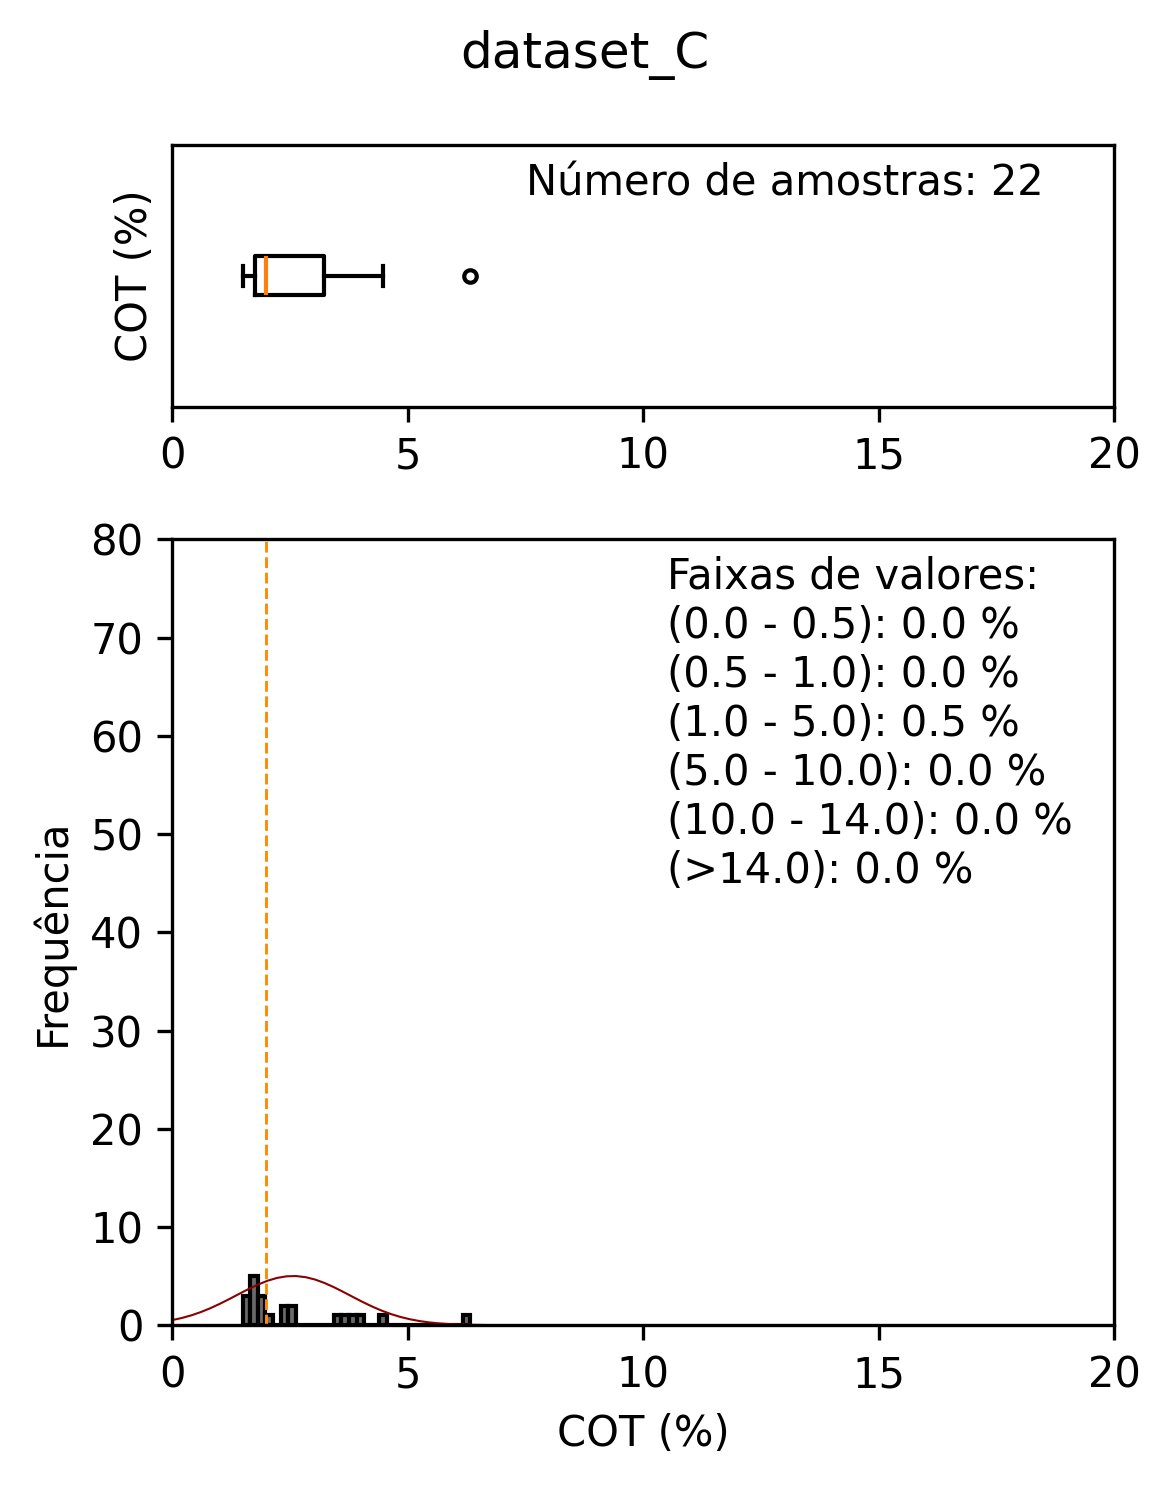 dataset_C
Número de amostras: 22
COT (%)
0 5 10 15 20
80
70
60
50
40
30
20
10
0
Frequência
Faixas de valores:
(0.0 - 0.5): 0.0 %
(0.5 - 1.0): 0.0 %
(1.0 - 5.0): 0.5 %
(5.0 - 10.0): 0.0 %
(10.0 - 14.0): 0.0 %
(>14.0): 0.0 %
0 5 10 15 20
COT (%)